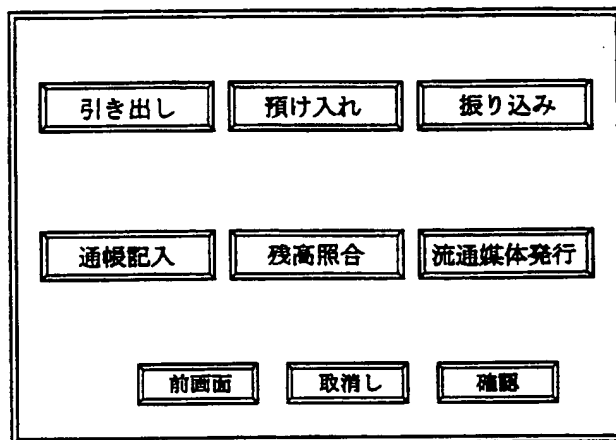 引き出し 預け入れ 振り込み
通帳記入 残高照合 流通媒体発行
前画面 取消し 確認